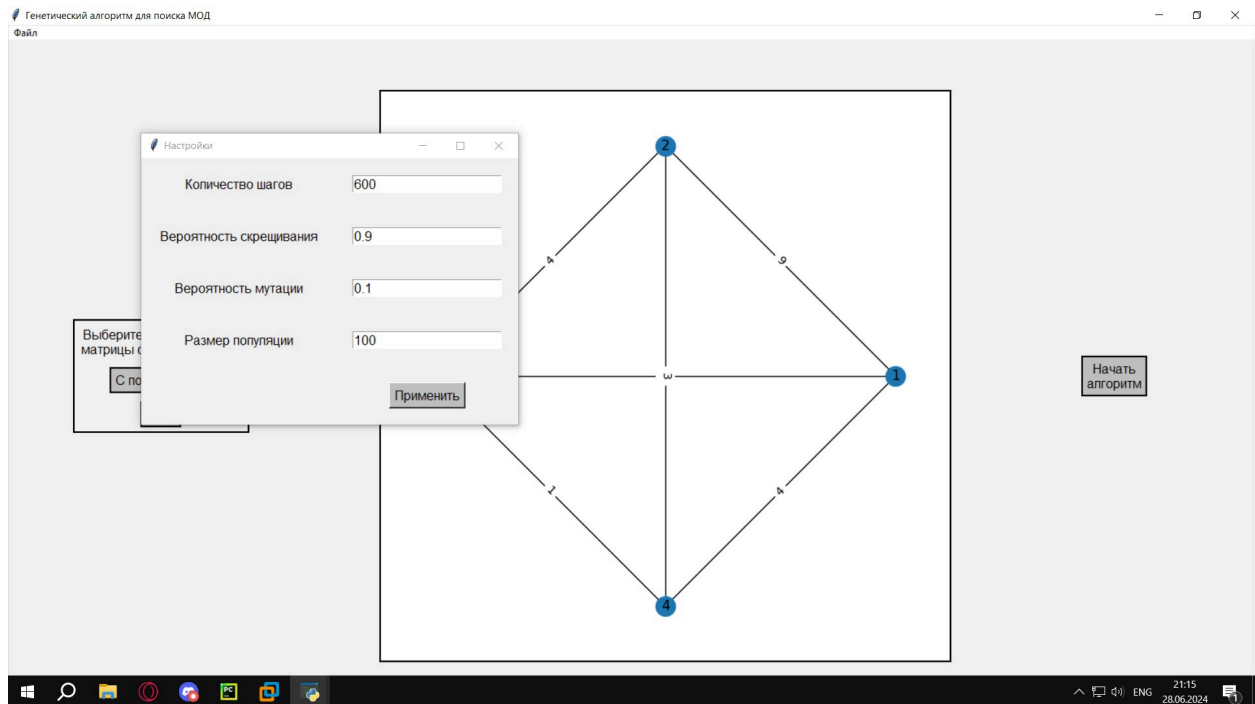 Генетический алгоритм для поиска МОД
Файл
Настройки
Количество шагов 600
Вероятность скрещивания 0.9
Вероятность мутации 0.1
Размер популяции 100
Применить
Выберите
матрицы
С по
2
4
9
3
1
1
4
4
Начать
алгоритм
PC
ENG
21:15
28.06.2024
1